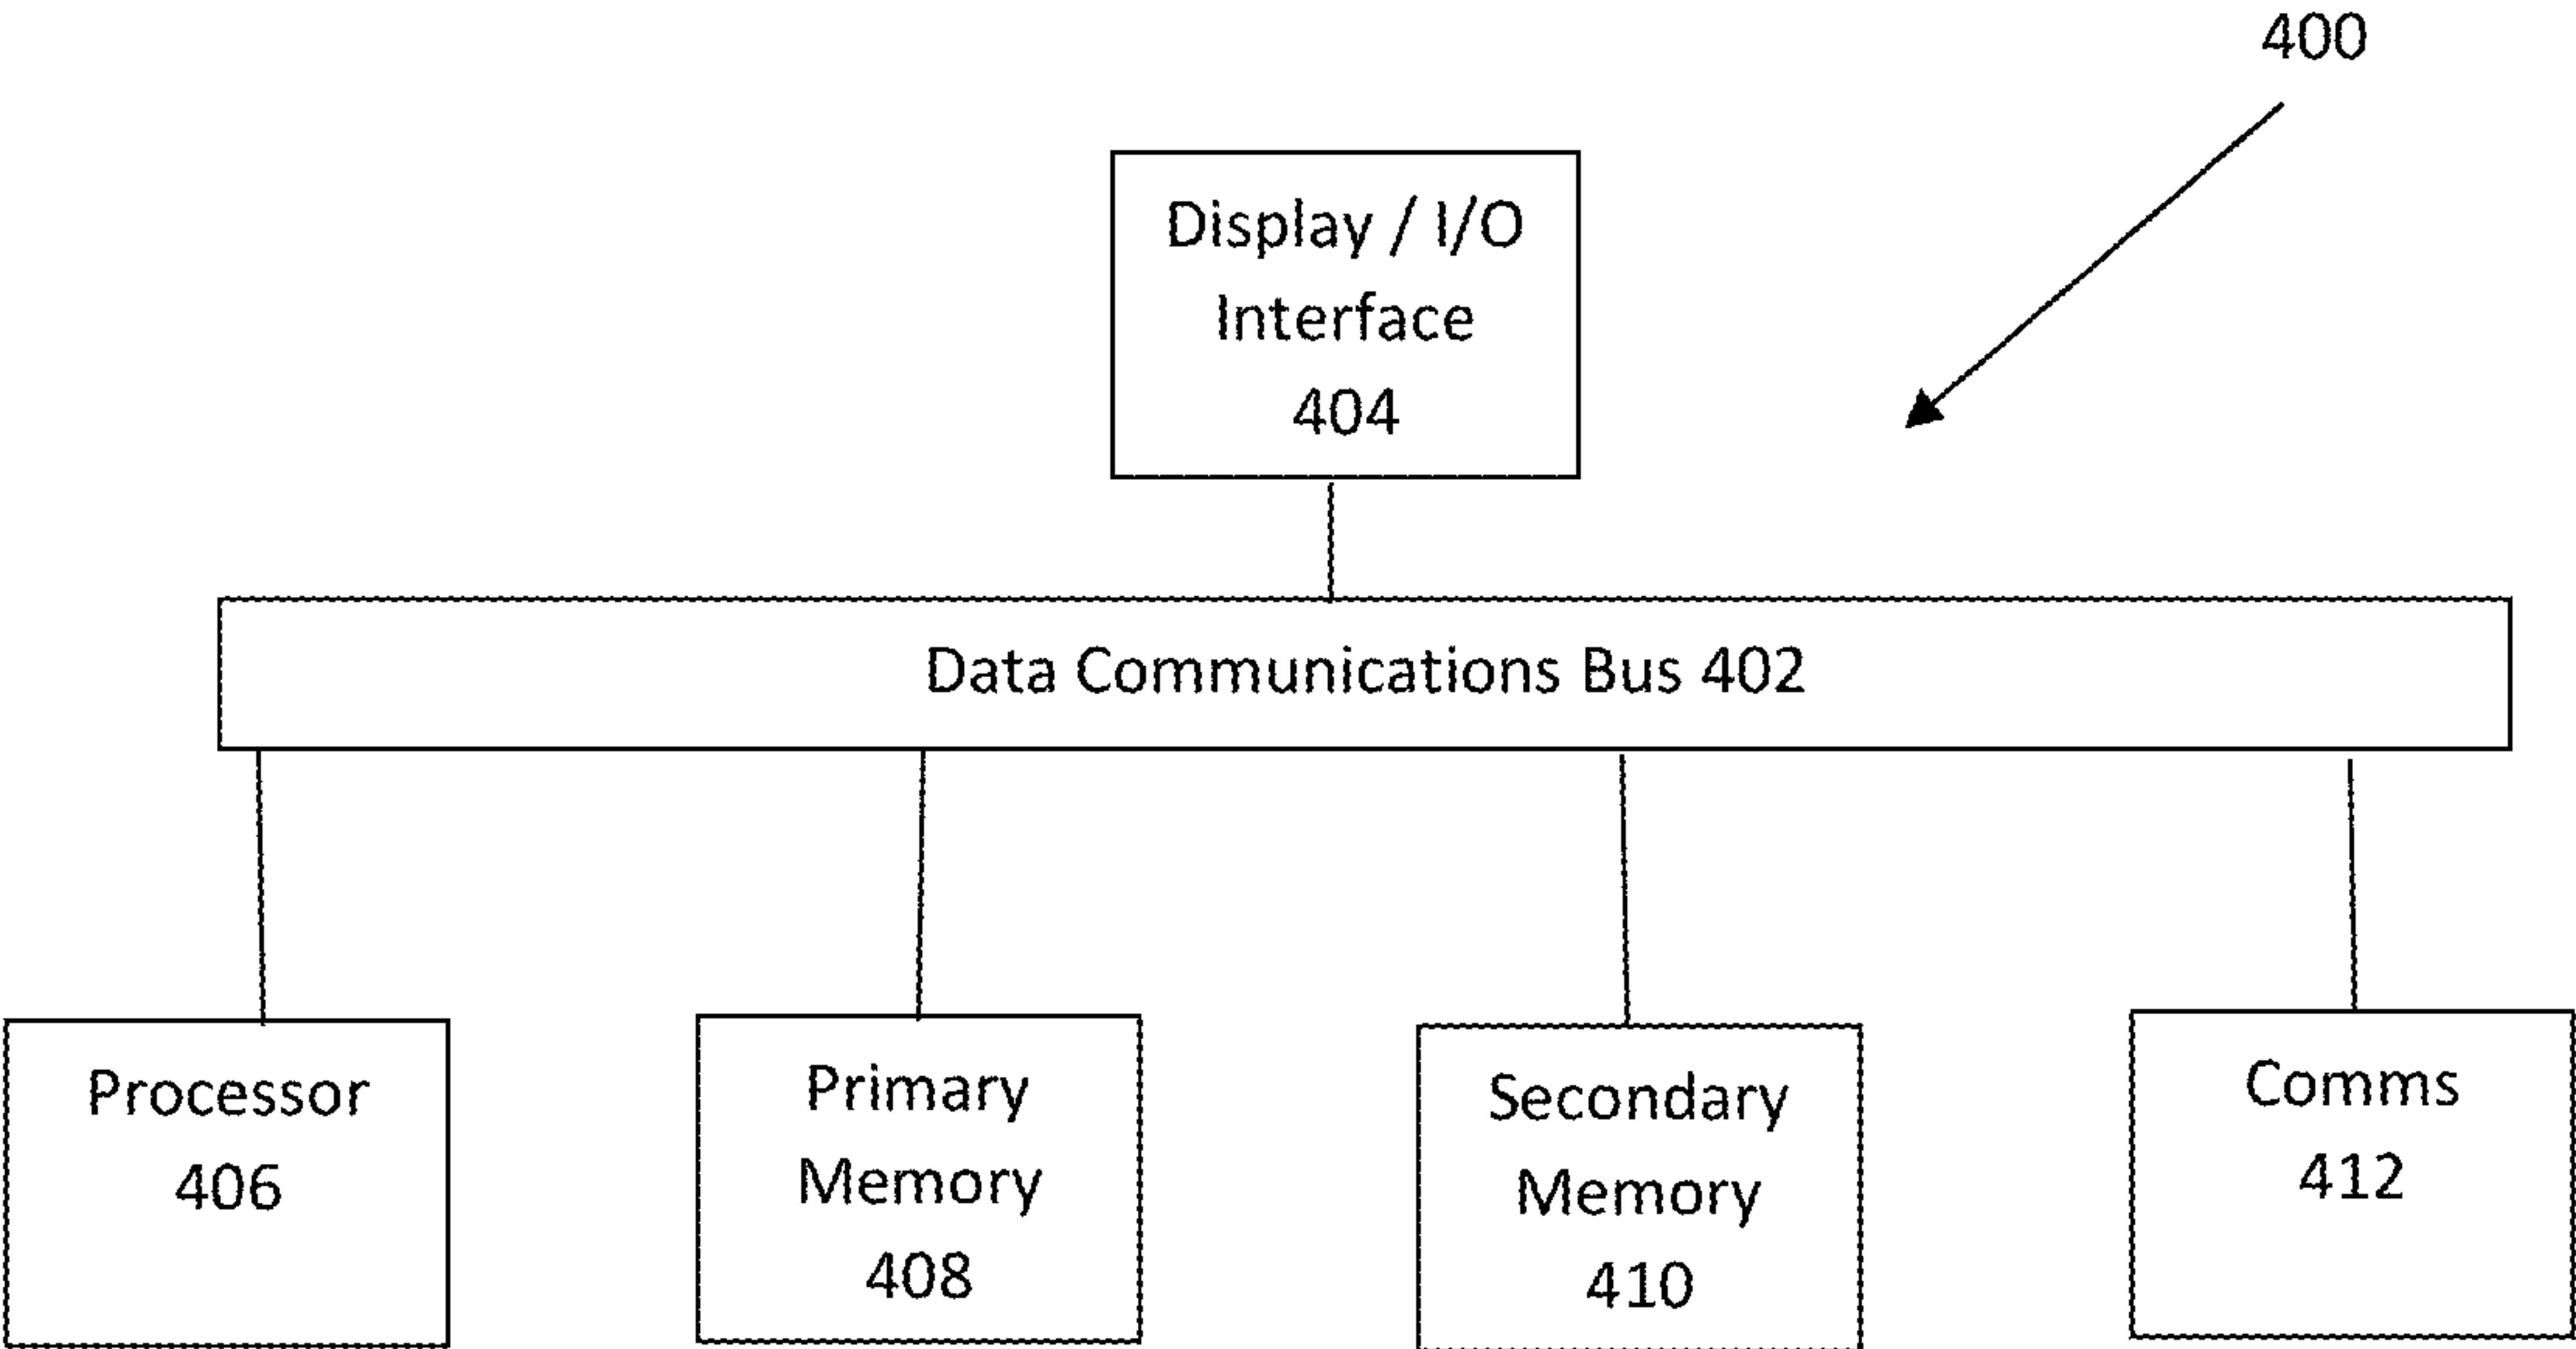 400
Display / I/O
Interface
404
Data Communications Bus 402
Processor
406
Primary
Memory
408
Secondary
Memory
410
Comms
412